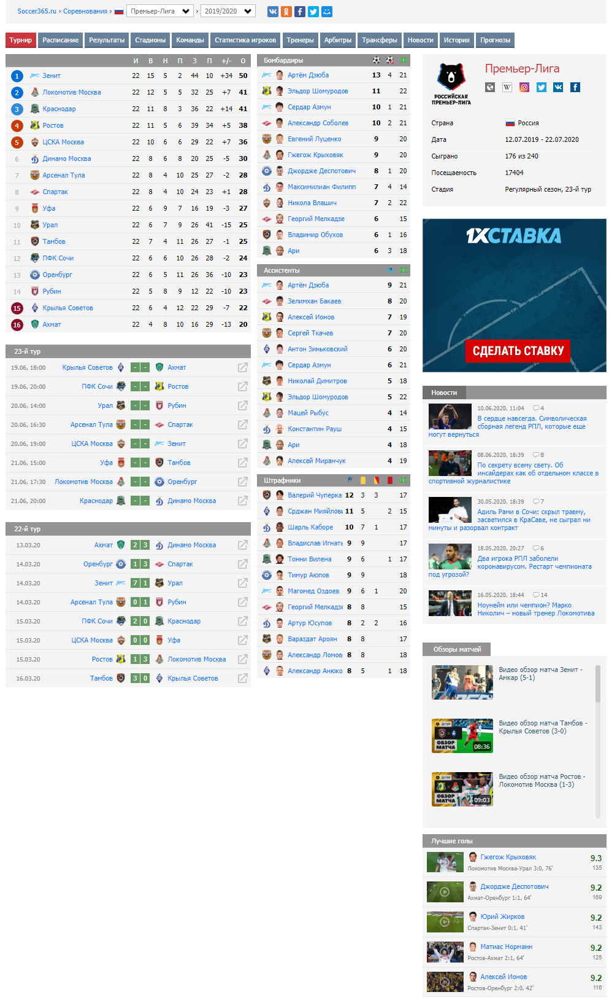 Soccer365.ru › Соревнования › Премьер-Лига › 2019/2020
Турнир Расписание Результаты Стадионы Команды Статистика игроков Тренеры Арбитры Трансферы Новости История Прогнозы
И В Н П З П +/- О
1 Зенит 22 15 5 2 44 10 +34 50
2 Локомотив Москва 22 12 5 5 32 25 +7 41
3 Краснодар 22 11 8 3 36 22 +14 41
4 Ростов 22 11 5 6 39 34 +5 38
5 ЦСКА Москва 22 10 6 6 29 22 +7 36
6 Динамо Москва 22 8 6 8 20 25 -5 30
7 Арсенал Тула 22 8 4 10 25 27 -2 28
8 Спартак 22 8 4 10 24 23 +1 28
9 Уфа 22 6 9 7 16 19 -3 27
10 Урал 22 6 7 9 26 41 -15 25
11 Тамбов 22 7 4 11 26 27 -1 25
12 ПФК Сочи 22 6 6 10 26 28 -2 24
13 Оренбург 22 6 5 11 26 36 -10 23
14 Рубин 22 5 8 9 12 22 -10 23
15 Крылья Советов 22 6 4 12 22 29 -7 22
16 Ахмат 22 4 8 10 16 29 -13 20
23-й тур
19.06, 18:00 Крылья Советов - - Ахмат
19.06, 20:00 ПФК Сочи - - Ростов
20.06, 14:00 Урал - - Рубин
20.06, 16:30 Арсенал Тула - - Спартак
20.06, 19:00 ЦСКА Москва - - Зенит
21.06, 15:00 Уфа - - Тамбов
21.06, 17:30 Локомотив Москва - - Оренбург
21.06, 20:00 Краснодар - - Динамо Москва
22-й тур
13.03.20 Ахмат 2 3 Динамо Москва
14.03.20 Оренбург 1 3 Спартак
14.03.20 Зенит 7 1 Урал
14.03.20 Арсенал Тула 0 1 Рубин
15.03.20 ПФК Сочи 2 0 Краснодар
15.03.20 ЦСКА Москва 0 0 Уфа
15.03.20 Ростов 1 3 Локомотив Москва
16.03.20 Тамбов 3 0 Крылья Советов
Бомбардиры
Артём Дзюба 13 4 21
Эльдор Шомуродов 11 22
Сердар Азмун 10 1 21
Александр Соболев 10 2 21
Евгений Луценко 9 20
Гжегож Крыховяк 9 20
Джордже Деспотович 8 1 20
Максимилиан Филипп 7 4 14
Никола Влашич 7 2 22
Георгий Мелкадзе 6 15
Владимир Обухов 6 1 16
Ари 6 3 18
Ассистенты
Артём Дзюба 9 21
Зелимхан Бакаев 8 20
Алексей Ионов 7 19
Сергей Ткачев 7 20
Антон Зиньковский 6 20
Сердар Азмун 6 21
Николай Димитров 5 18
Эльдор Шомуродов 5 22
Мацей Рыбус 4 14
Константин Рауш 4 15
Ари 4 18
Алексей Миранчук 4 19
Штрафники
Валерий Чуперка 12 3 3 17
Срджан Мияйлови 11 5 2 15
Шарль Каборе 10 7 1 17
Владислав Игнать 9 9 17
Тонни Вилена 9 6 1 17
Тимур Аюпов 9 9 18
Магомед Оздоев 9 6 1 20
Георгий Мелкадзе 8 8 15
Артур Юсупов 8 2 2 16
Вараздат Ароян 8 8 17
Александр Ломов 8 8 18
Александр Анюко 8 5 1 18
РОССИЙСКАЯ
ПРЕМЬЕР-ЛИГА
Премьер-Лига
W
Страна Россия
Дата 12.07.2019 - 22.07.2020
Сыграно 176 из 240
Посещаемость 17404
Стадия Регулярный сезон, 23-й тур
1XСТАВКА
СДЕЛАТЬ СТАВКУ
Новости
10.06.2020, 11:04 4
В сердце навсегда. Символическая
сборная легенд РПЛ, которые еще
могут вернуться
08.06.2020, 18:39 8
По секрету всему свету. Об
инсайдерах как об отдельном классе в
спортивной журналистике
30.05.2020, 18:39 7
Адиль Рами в Сочи: скрыл травму,
засветился в КраСаве, не сыграл ни
минуты и разорвал контракт
18.05.2020, 20:27 6
Два игрока РПЛ заболели
коронавирусом. Рестарт чемпионата
под угрозой?
16.05.2020, 18:44 14
Ноунейм или чемпион? Марко
Николич – новый тренер Локомотива
Обзоры матчей
Видео обзор матча Зенит -
Амкар (5-1)
Видео обзор матча Тамбов -
Крылья Советов (3-0)
ОБЗОР
МАТЧА
08:36
Видео обзор матча Ростов -
Локомотив Москва (1-3)
ОБЗОР
МАТЧА
09:03
Лучшие голы
Гжегож Крыховяк 9.3
Локомотив Москва-Урал 3:0, 76' 135
Джордже Деспотович 9.2
Ахмат-Оренбург 1:1, 64' 169
Юрий Жирков 9.2
Спартак-Зенит 0:1, 41' 143
Матиас Норманн 9.2
Ростов-Ахмат 2:1, 64' 125
Алексей Ионов 9.2
Ростов-Оренбург 2:0, 42' 116